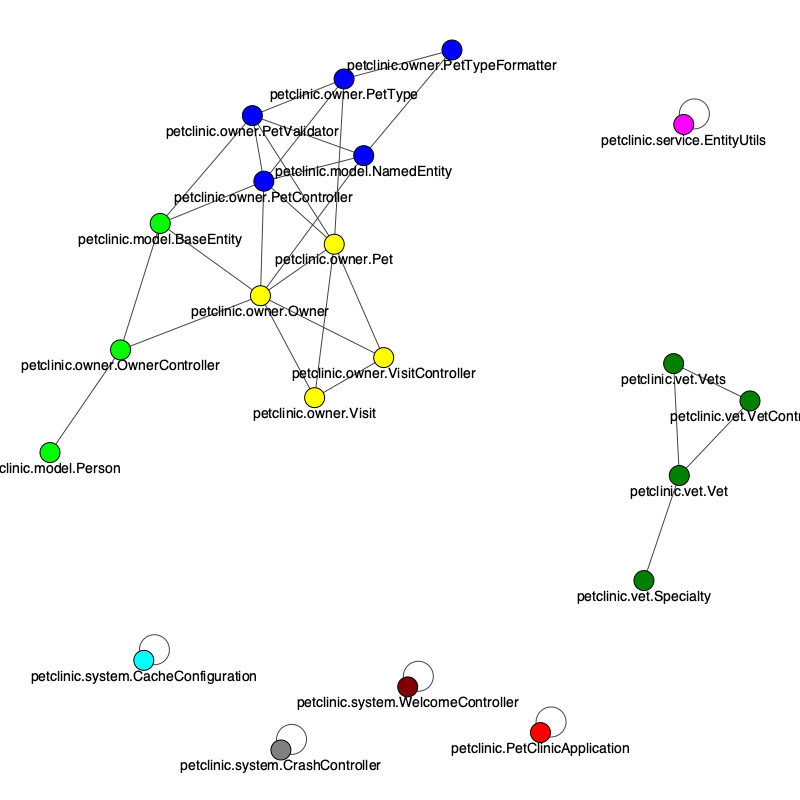 petclinic.owner.PetTypeFormatter
petclinic.owner.PetType
petclinic.owner.PetValidator
petclinic.service.EntityUtils
petclinic.model.NamedEntity
petclinic.owner.PetController
petclinic.model.BaseEntity
petclinic.owner.Pet
petclinic.owner.Owner
petclinic.owner.OwnerController
petclinic.owner.VisitController
petclinic.vet.Vets
petclinic.owner.Visit
petclinic.vet.VetContr
clinic.model.Person
petclinic.vet.Vet
petclinic.vet.Specialty
petclinic.system.CacheConfiguration
petclinic.system.WelcomeController
petclinic.PetClinicApplication
petclinic.system.CrashController